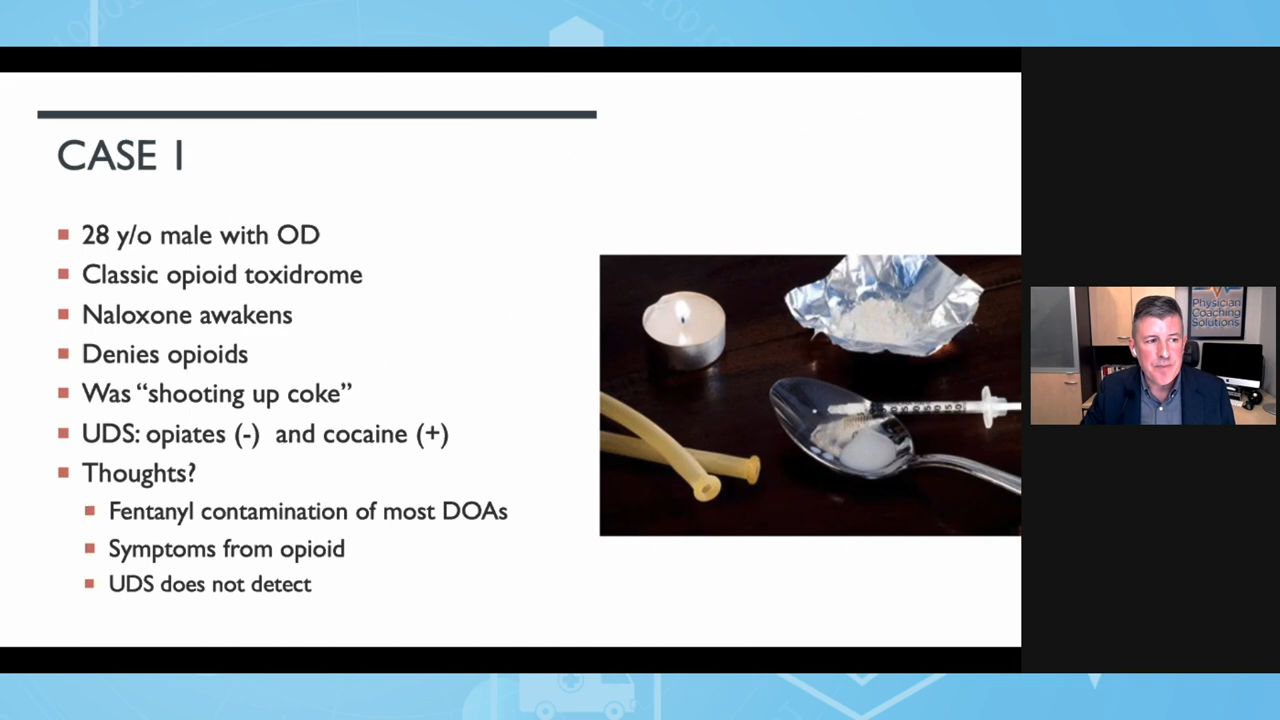 CASE 1
28 y/o male with OD
Classic opioid toxidrome
Naloxone awakens
Denies opioids
Was “shooting up coke”
UDS: opiates (-) and cocaine (+)
Thoughts?
Fentanyl contamination of most DOAs
Symptoms from opioid
UDS does not detect
Physician
Coaching
Solutions